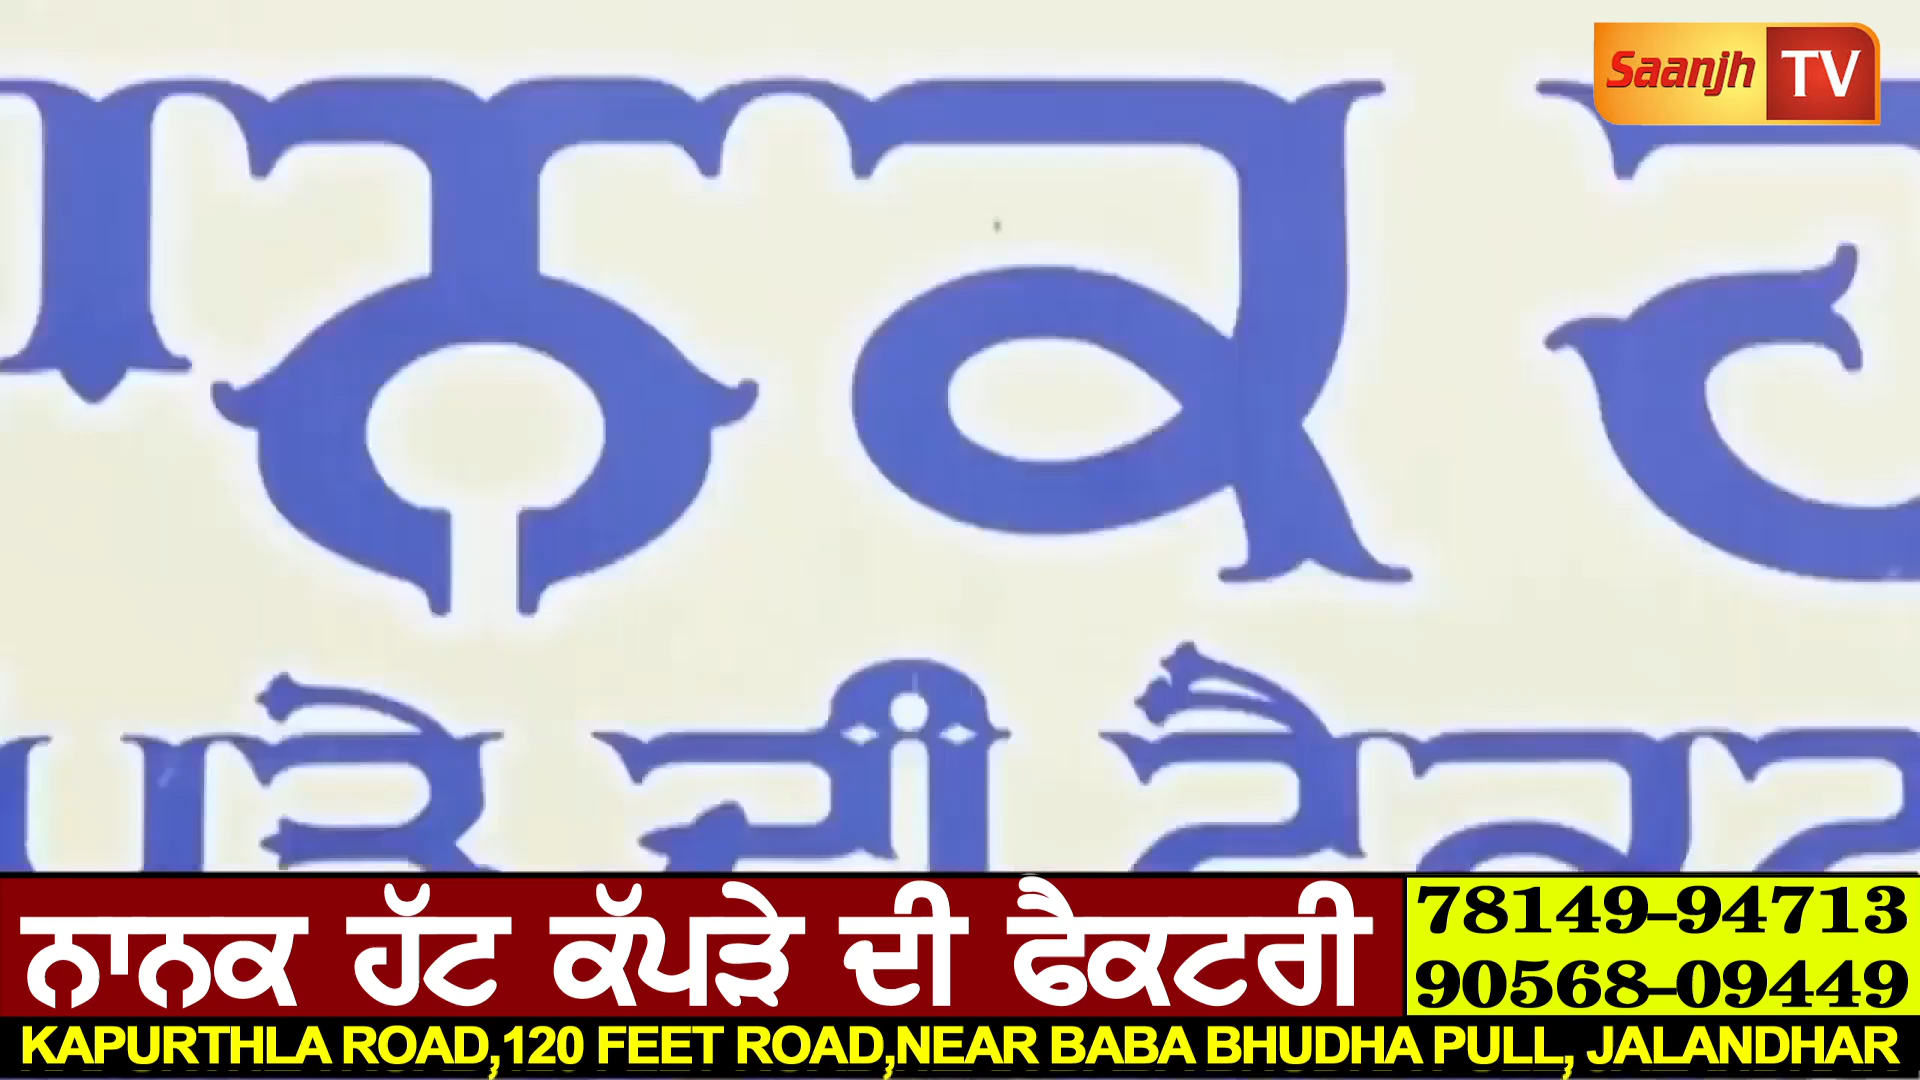 Saanjh TV
ਾਨਕ
ਦੀ
ਨਾਨਕ ਹੱਟ ਕੱਪੜੇ ਦੀ ਫੈਕਟਰੀ
78149-94713
90568-09449
KAPURTHLA ROAD,120 FEET ROAD,NEAR BABA BHUDHA PULL, JALANDHAR